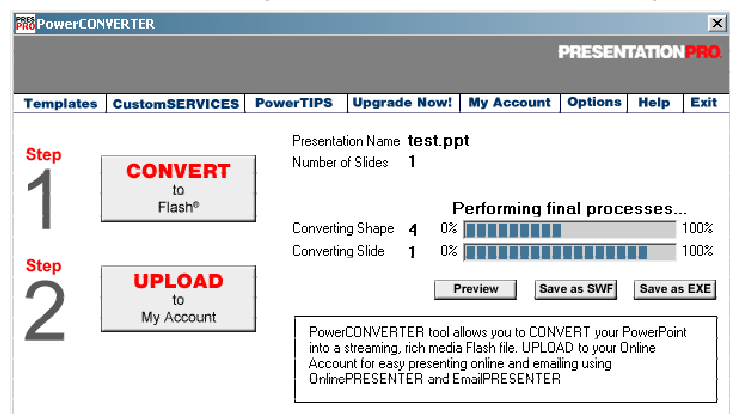 PRES
PRO PowerCONVERTER
PRESENTATIONPRO.
Templates CustomSERVICES PowerTIPS Upgrade Now! My Account Options Help Exit
Presentation Name test.ppt
Number of Slides 1
Step
1
CONVERT
to
Flash®
Performing final processes...
Converting Shape 4 0% 100%
Converting Slide 1 0% 100%
Step
2
UPLOAD
to
My Account
Preview Save as SWF Save as EXE
PowerCONVERTER tool allows you to CONVERT your PowerPoint
into a streaming, rich media Flash file. UPLOAD to your Online
Account for easy presenting online and emailing using
OnlinePRESENTER and EmailPRESENTER